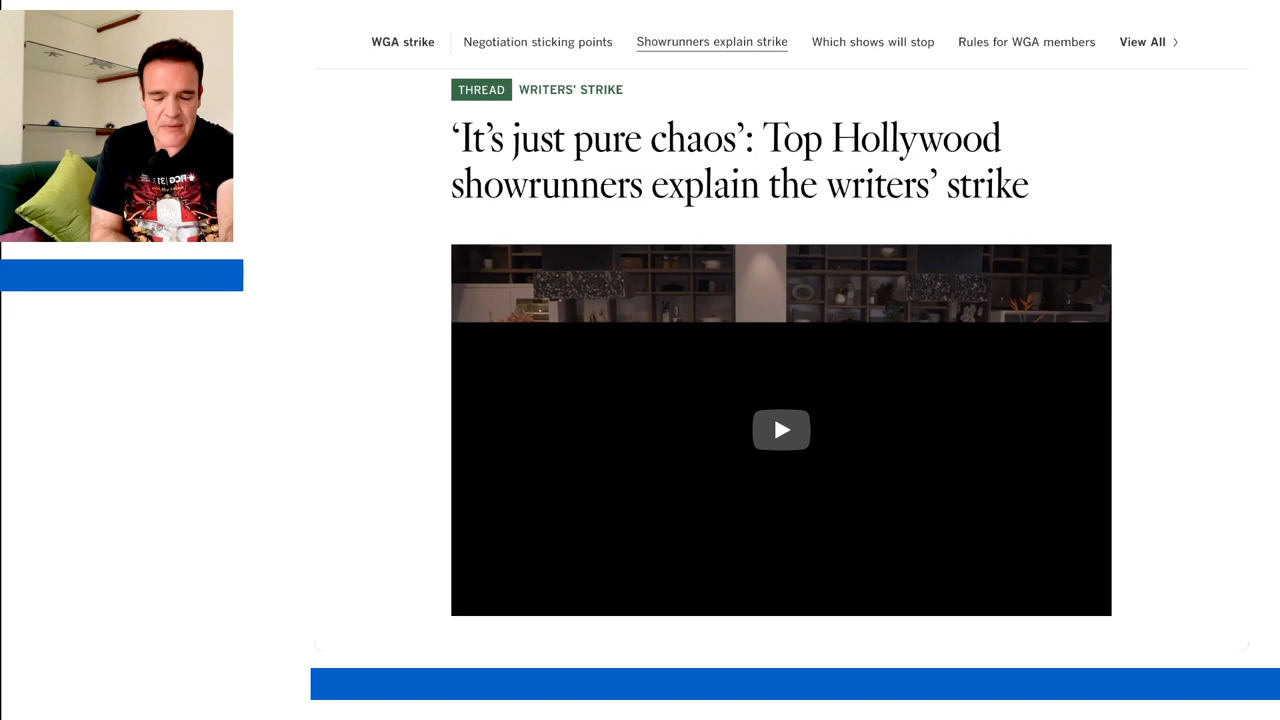 WGA strike
Negotiation sticking points
Showrunners explain strike
Which shows will stop
Rules for WGA members
View All
THREAD
WRITERS' STRIKE
‘It’s just pure chaos’: Top Hollywood
showrunners explain the writers’ strike